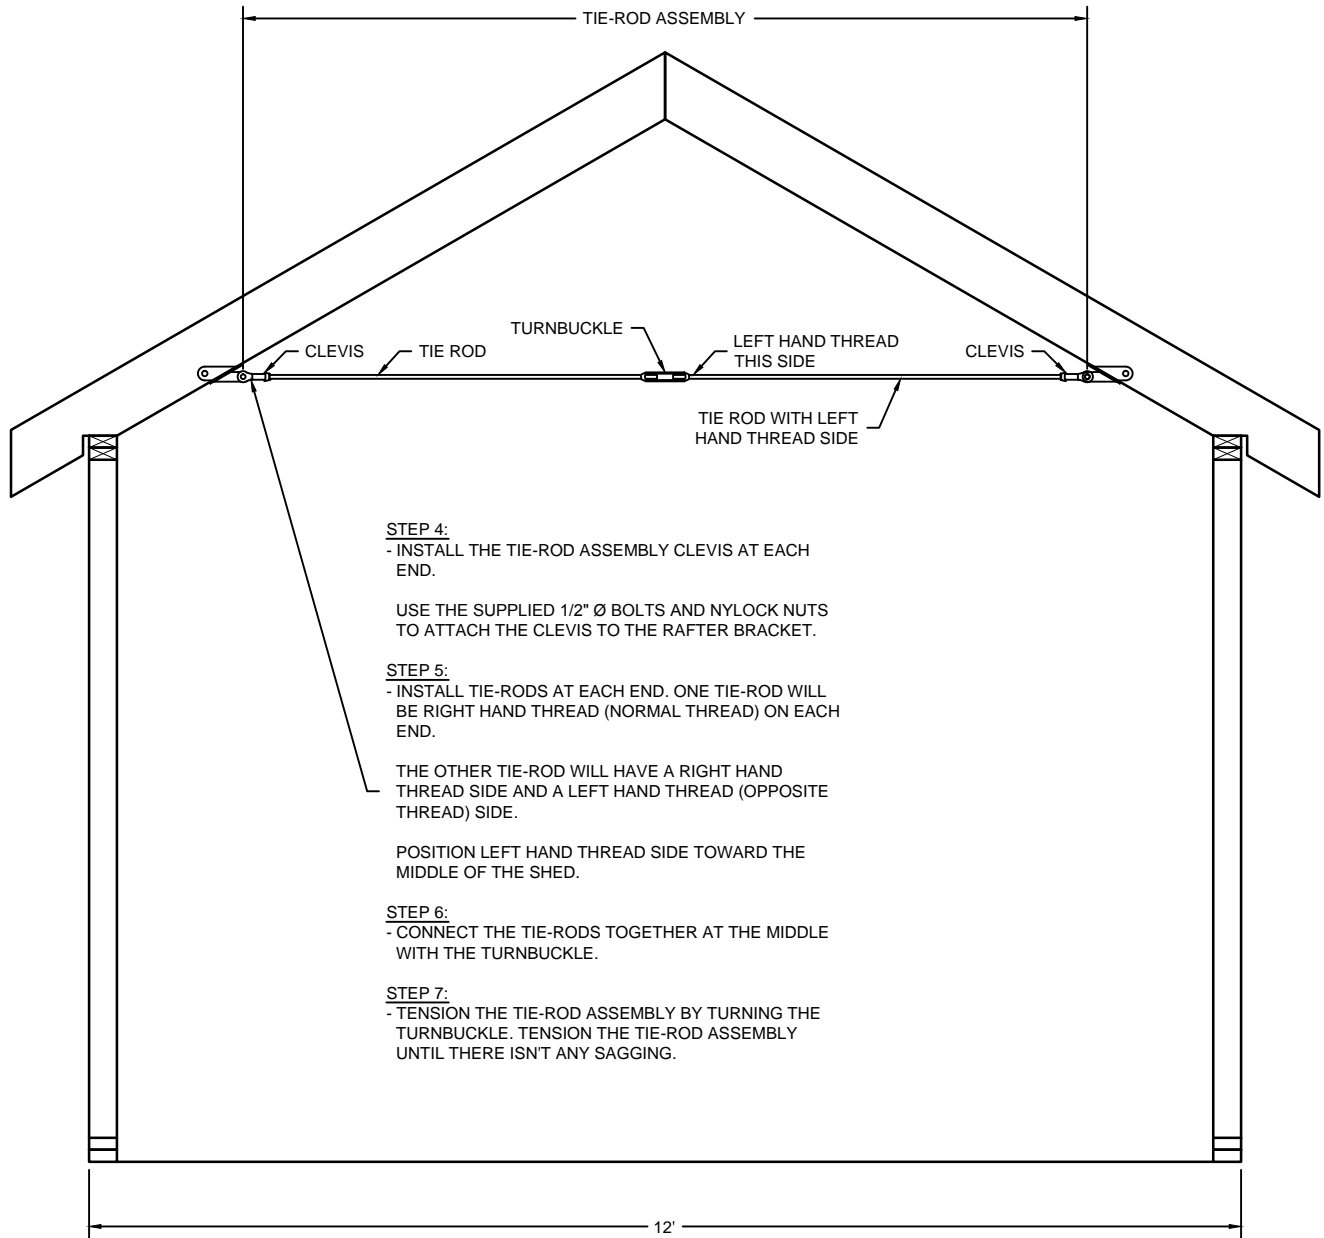 TIE-ROD ASSEMBLY
TURNBUCKLE
CLEVIS
TIE ROD
LEFT HAND THREAD
THIS SIDE
CLEVIS
TIE ROD WITH LEFT
HAND THREAD SIDE
STEP 4:
- INSTALL THE TIE-ROD ASSEMBLY CLEVIS AT EACH
END.
USE THE SUPPLIED 1/2" Ø BOLTS AND NYLOCK NUTS
TO ATTACH THE CLEVIS TO THE RAFTER BRACKET.
STEP 5:
- INSTALL TIE-RODS AT EACH END. ONE TIE-ROD WILL
BE RIGHT HAND THREAD (NORMAL THREAD) ON EACH
END.
THE OTHER TIE-ROD WILL HAVE A RIGHT HAND
THREAD SIDE AND A LEFT HAND THREAD (OPPOSITE
THREAD) SIDE.
POSITION LEFT HAND THREAD SIDE TOWARD THE
MIDDLE OF THE SHED.
STEP 6:
- CONNECT THE TIE-RODS TOGETHER AT THE MIDDLE
WITH THE TURNBUCKLE.
STEP 7:
- TENSION THE TIE-ROD ASSEMBLY BY TURNING THE
TURNBUCKLE. TENSION THE TIE-ROD ASSEMBLY
UNTIL THERE ISN'T ANY SAGGING.
12'